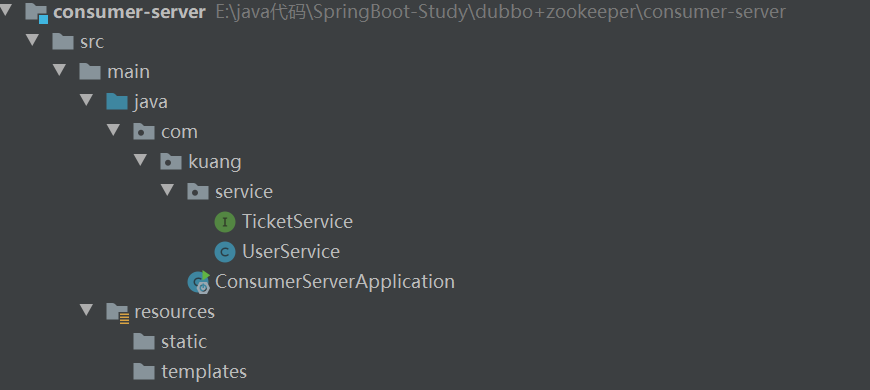 consumer-server E:\java代码\SpringBoot-Study\dubbo+zookeeper\consumer-server
src
main
java
com
kuang
service
I TicketService
C UserService
C ConsumerServerApplication
resources
static
templates